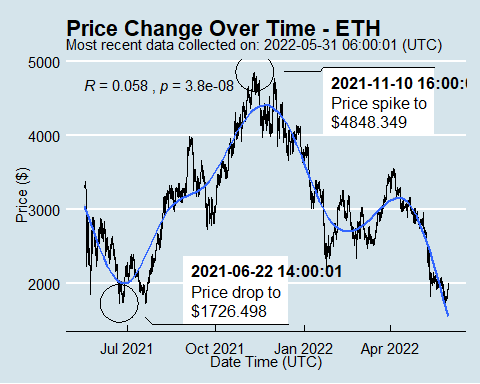 Price Change Over Time - ETH
Most recent data collected on: 2022-05-31 06:00:01 (UTC)
5000
R = 0.058 , p = 3.8e-08
2021-11-10 16:00:0
Price spike to
$4848.349
4000
Price ($)
3000
2021-06-22 14:00:01
Price drop to
$1726.498
2000
Jul 2021
Oct 2021
Jan 2022
Apr 2022
Date Time (UTC)